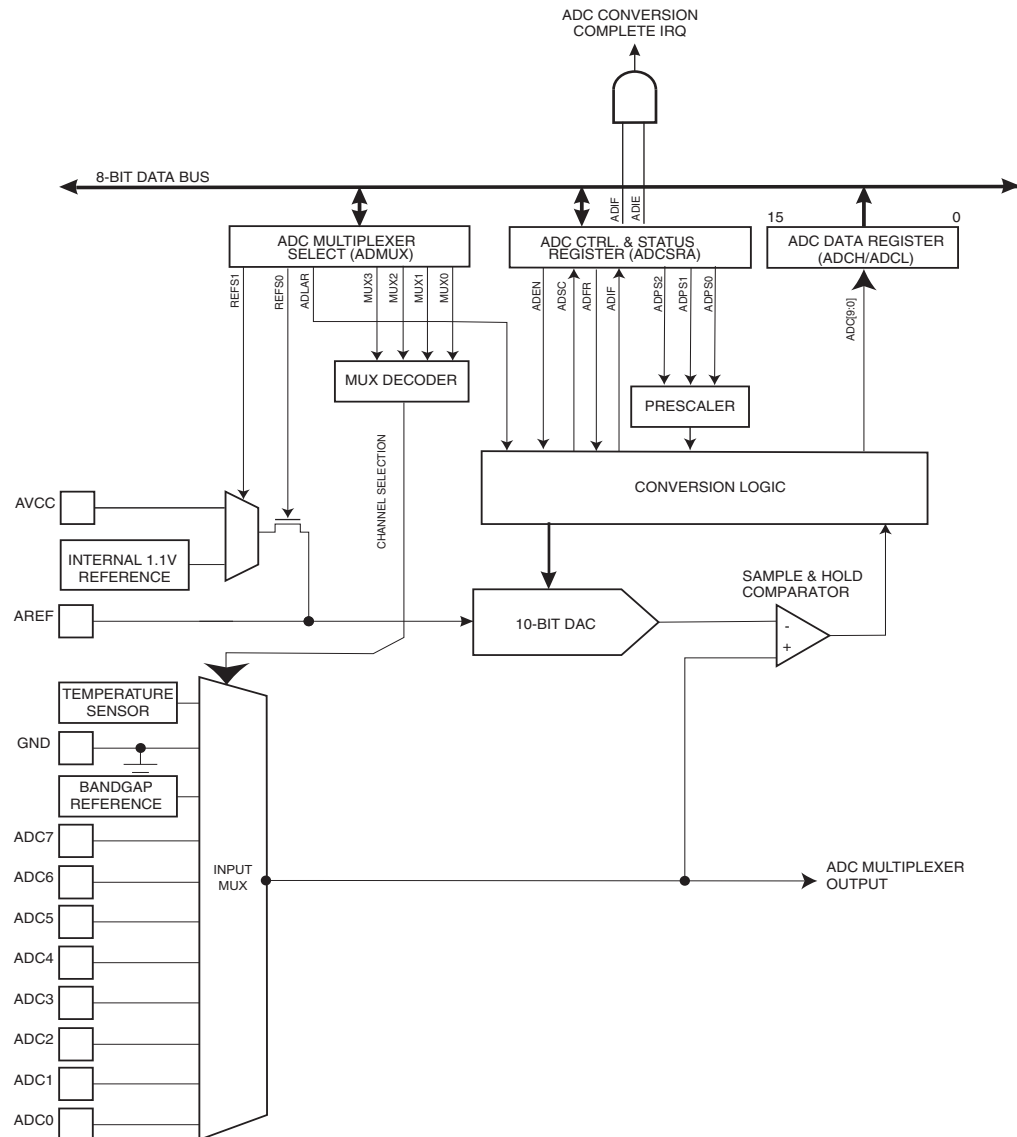 ADC CONVERSION
COMPLETE IRQ
8-BIT DATA BUS
ADIF
ADIE
15
0
ADC MULTIPLEXER
SELECT (ADMUX)
ADC CTRL. & STATUS
REGISTER (ADCSRA)
ADC DATA REGISTER
(ADCH/ADCL)
REFS1
REFS0
ADLAR
MUX3
MUX2
MUX1
MUX0
ADEN
ADSC
ADFR
ADIF
ADPS2
ADPS1
ADPS0
ADC[9:0]
MUX DECODER
PRESCALER
CHANNEL SELECTION
CONVERSION LOGIC
AVCC
INTERNAL 1.1V
REFERENCE
SAMPLE & HOLD
COMPARATOR
AREF
10-BIT DAC
-
+
TEMPERATURE
SENSOR
GND
BANDGAP
REFERENCE
ADC7
ADC6
INPUT
MUX
ADC MULTIPLEXER
OUTPUT
ADC5
ADC4
ADC3
ADC2
ADC1
ADC0